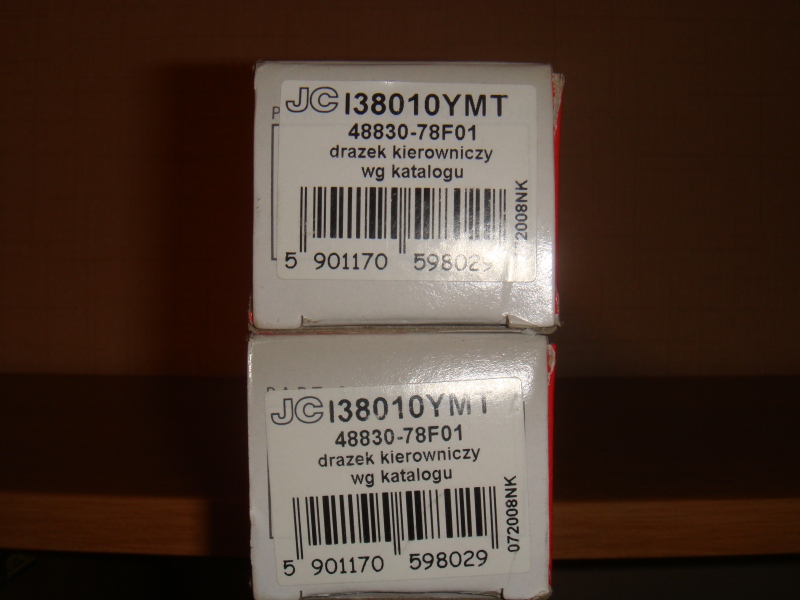 JC I38010YMT
48830-78F01
drazek kierowniczy
wg katalogu
2008NK
5 901170 598029
JC I38010YMT
48830-78F01
drazek kierowniczy
wg katalogu
072008NK
5 901170 598029